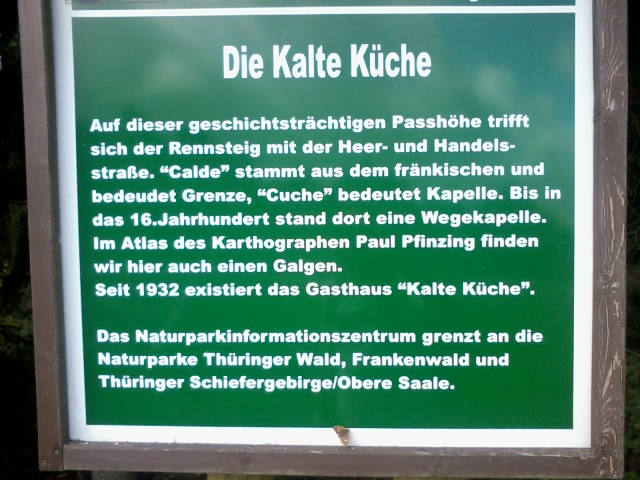 Die Kalte Küche
Auf dieser geschichtsträchtigen Passhöhe trifft
sich der Rennsteig mit der Heer- und Handels-
straße. “Calde” stammt aus dem fränkischen und
bedeudet Grenze, “Cuche” bedeutet Kapelle. Bis in
das 16.Jahrhundert stand dort eine Wegekapelle.
Im Atlas des Karthographen Paul Pfinzing finden
wir hier auch einen Galgen.
Seit 1932 existiert das Gasthaus “Kalte Küche”.
Das Naturparkinformationszentrum grenzt an die
Naturparke Thüringer Wald, Frankenwald und
Thüringer Schiefergebirge/Obere Saale.